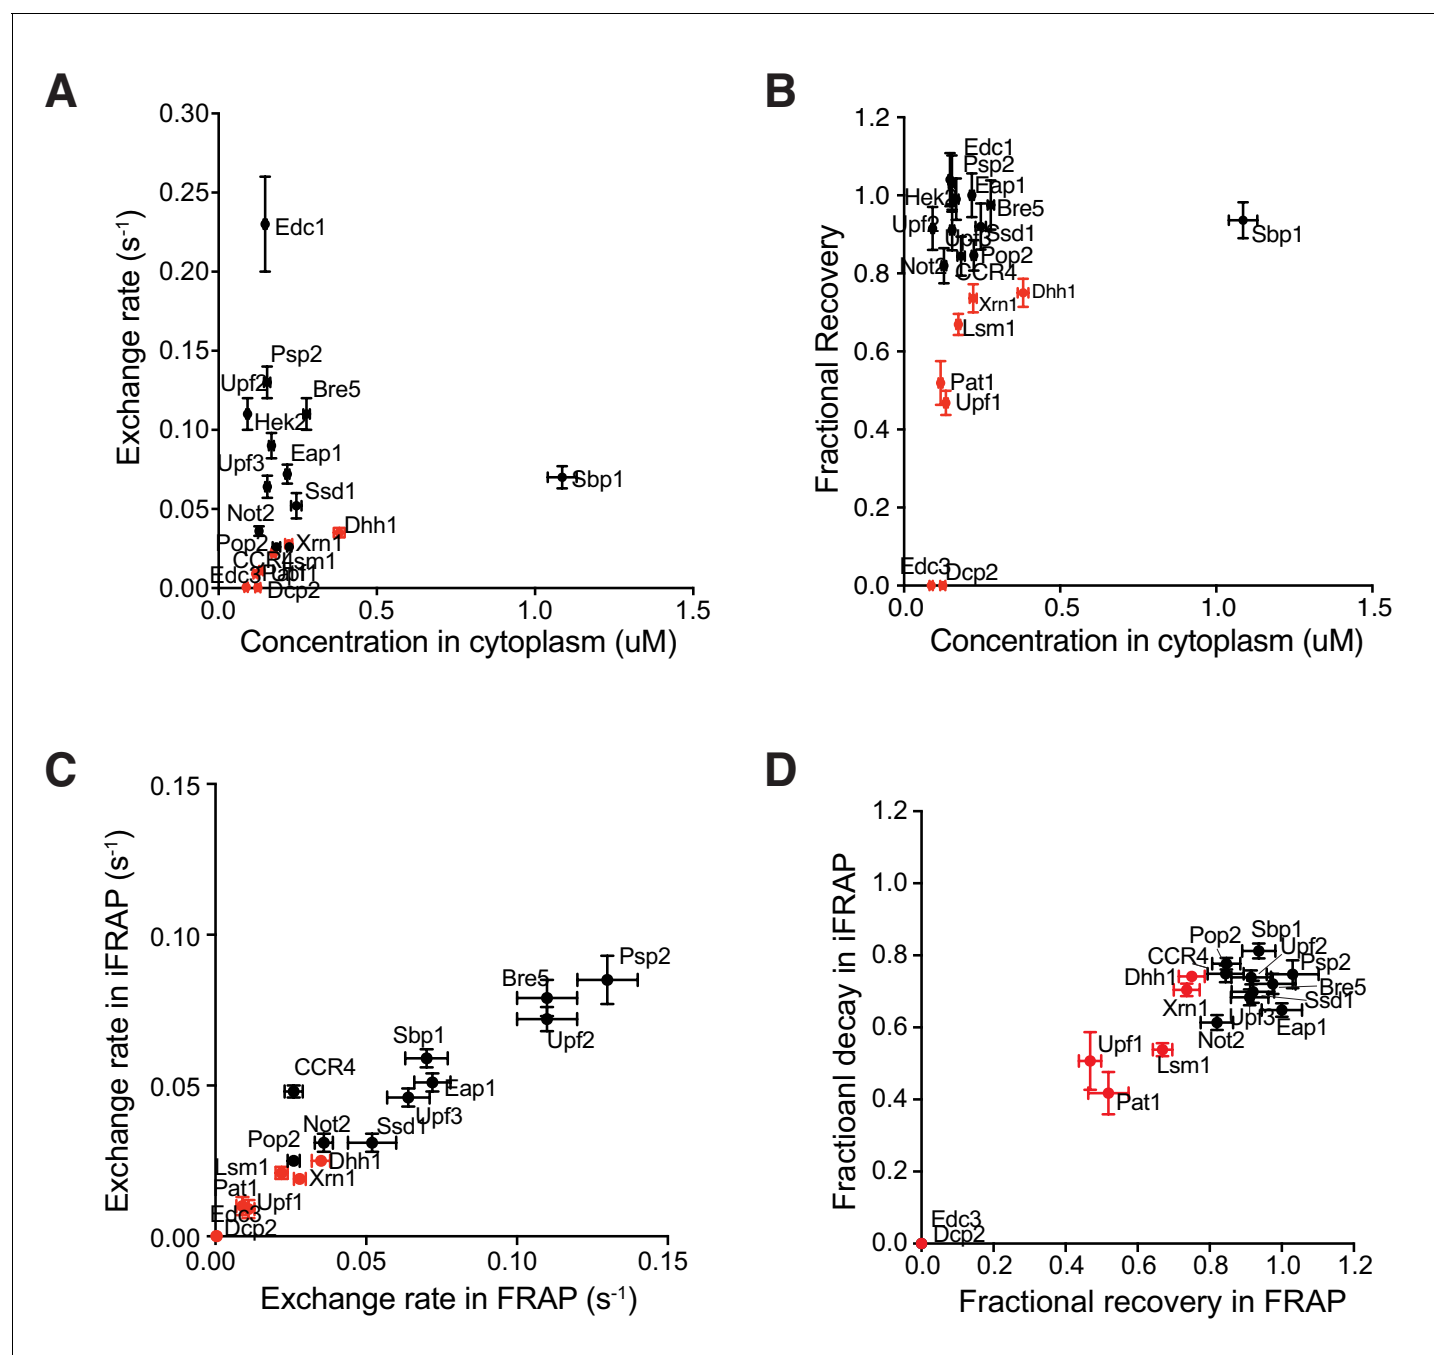 A
0.30
0.25
0.20
0.15
0.10
0.05
0.00
Exchange rate (s-1)
Edc1
Psp2
Upf2
Bre5
Hek2
Eap1
Upf3
Ssd1
Sbp1
Not2
Dhh1
Pop2
Xrn1
CCR4
Lsm1
Pat1
Upf1
Edc3
Dcp2
0.0
0.5
1.0
1.5
Concentration in cytoplasm (uM)
B
1.2
1.0
0.8
0.6
0.4
0.2
0.0
Fractional Recovery
Edc1
Psp2
Eap1
Hek2
Bre5
Upf2
Upf3
Ssd1
Sbp1
Pop2
Not2
CCR4
Dhh1
Xrn1
Lsm1
Pat1
Upf1
Edc3
Dcp2
0.0
0.5
1.0
1.5
Concentration in cytoplasm (uM)
C
0.15
0.10
0.05
0.00
Exchange rate in iFRAP (s-1)
Psp2
Bre5
Upf2
Sbp1
CCR4
Eap1
Upf3
Not2
Ssd1
Pop2
Dhh1
Lsm1
Xrn1
Pat1
Upf1
Edc3
Dcp2
0.00
0.05
0.10
0.15
Exchange rate in FRAP (s-1)
D
1.2
1.0
0.8
0.6
0.4
0.2
0.0
Fractioanl decay in iFRAP
Sbp1
Pop2
Upf2
CCR4
Psp2
Dhh1
Bre5
Ssd1
Xrn1
Upf3
Eap1
Not2
Upf1
Lsm1
Pat1
Edc3
Dcp2
0.0
0.2
0.4
0.6
0.8
1.0
1.2
Fractional recovery in FRAP